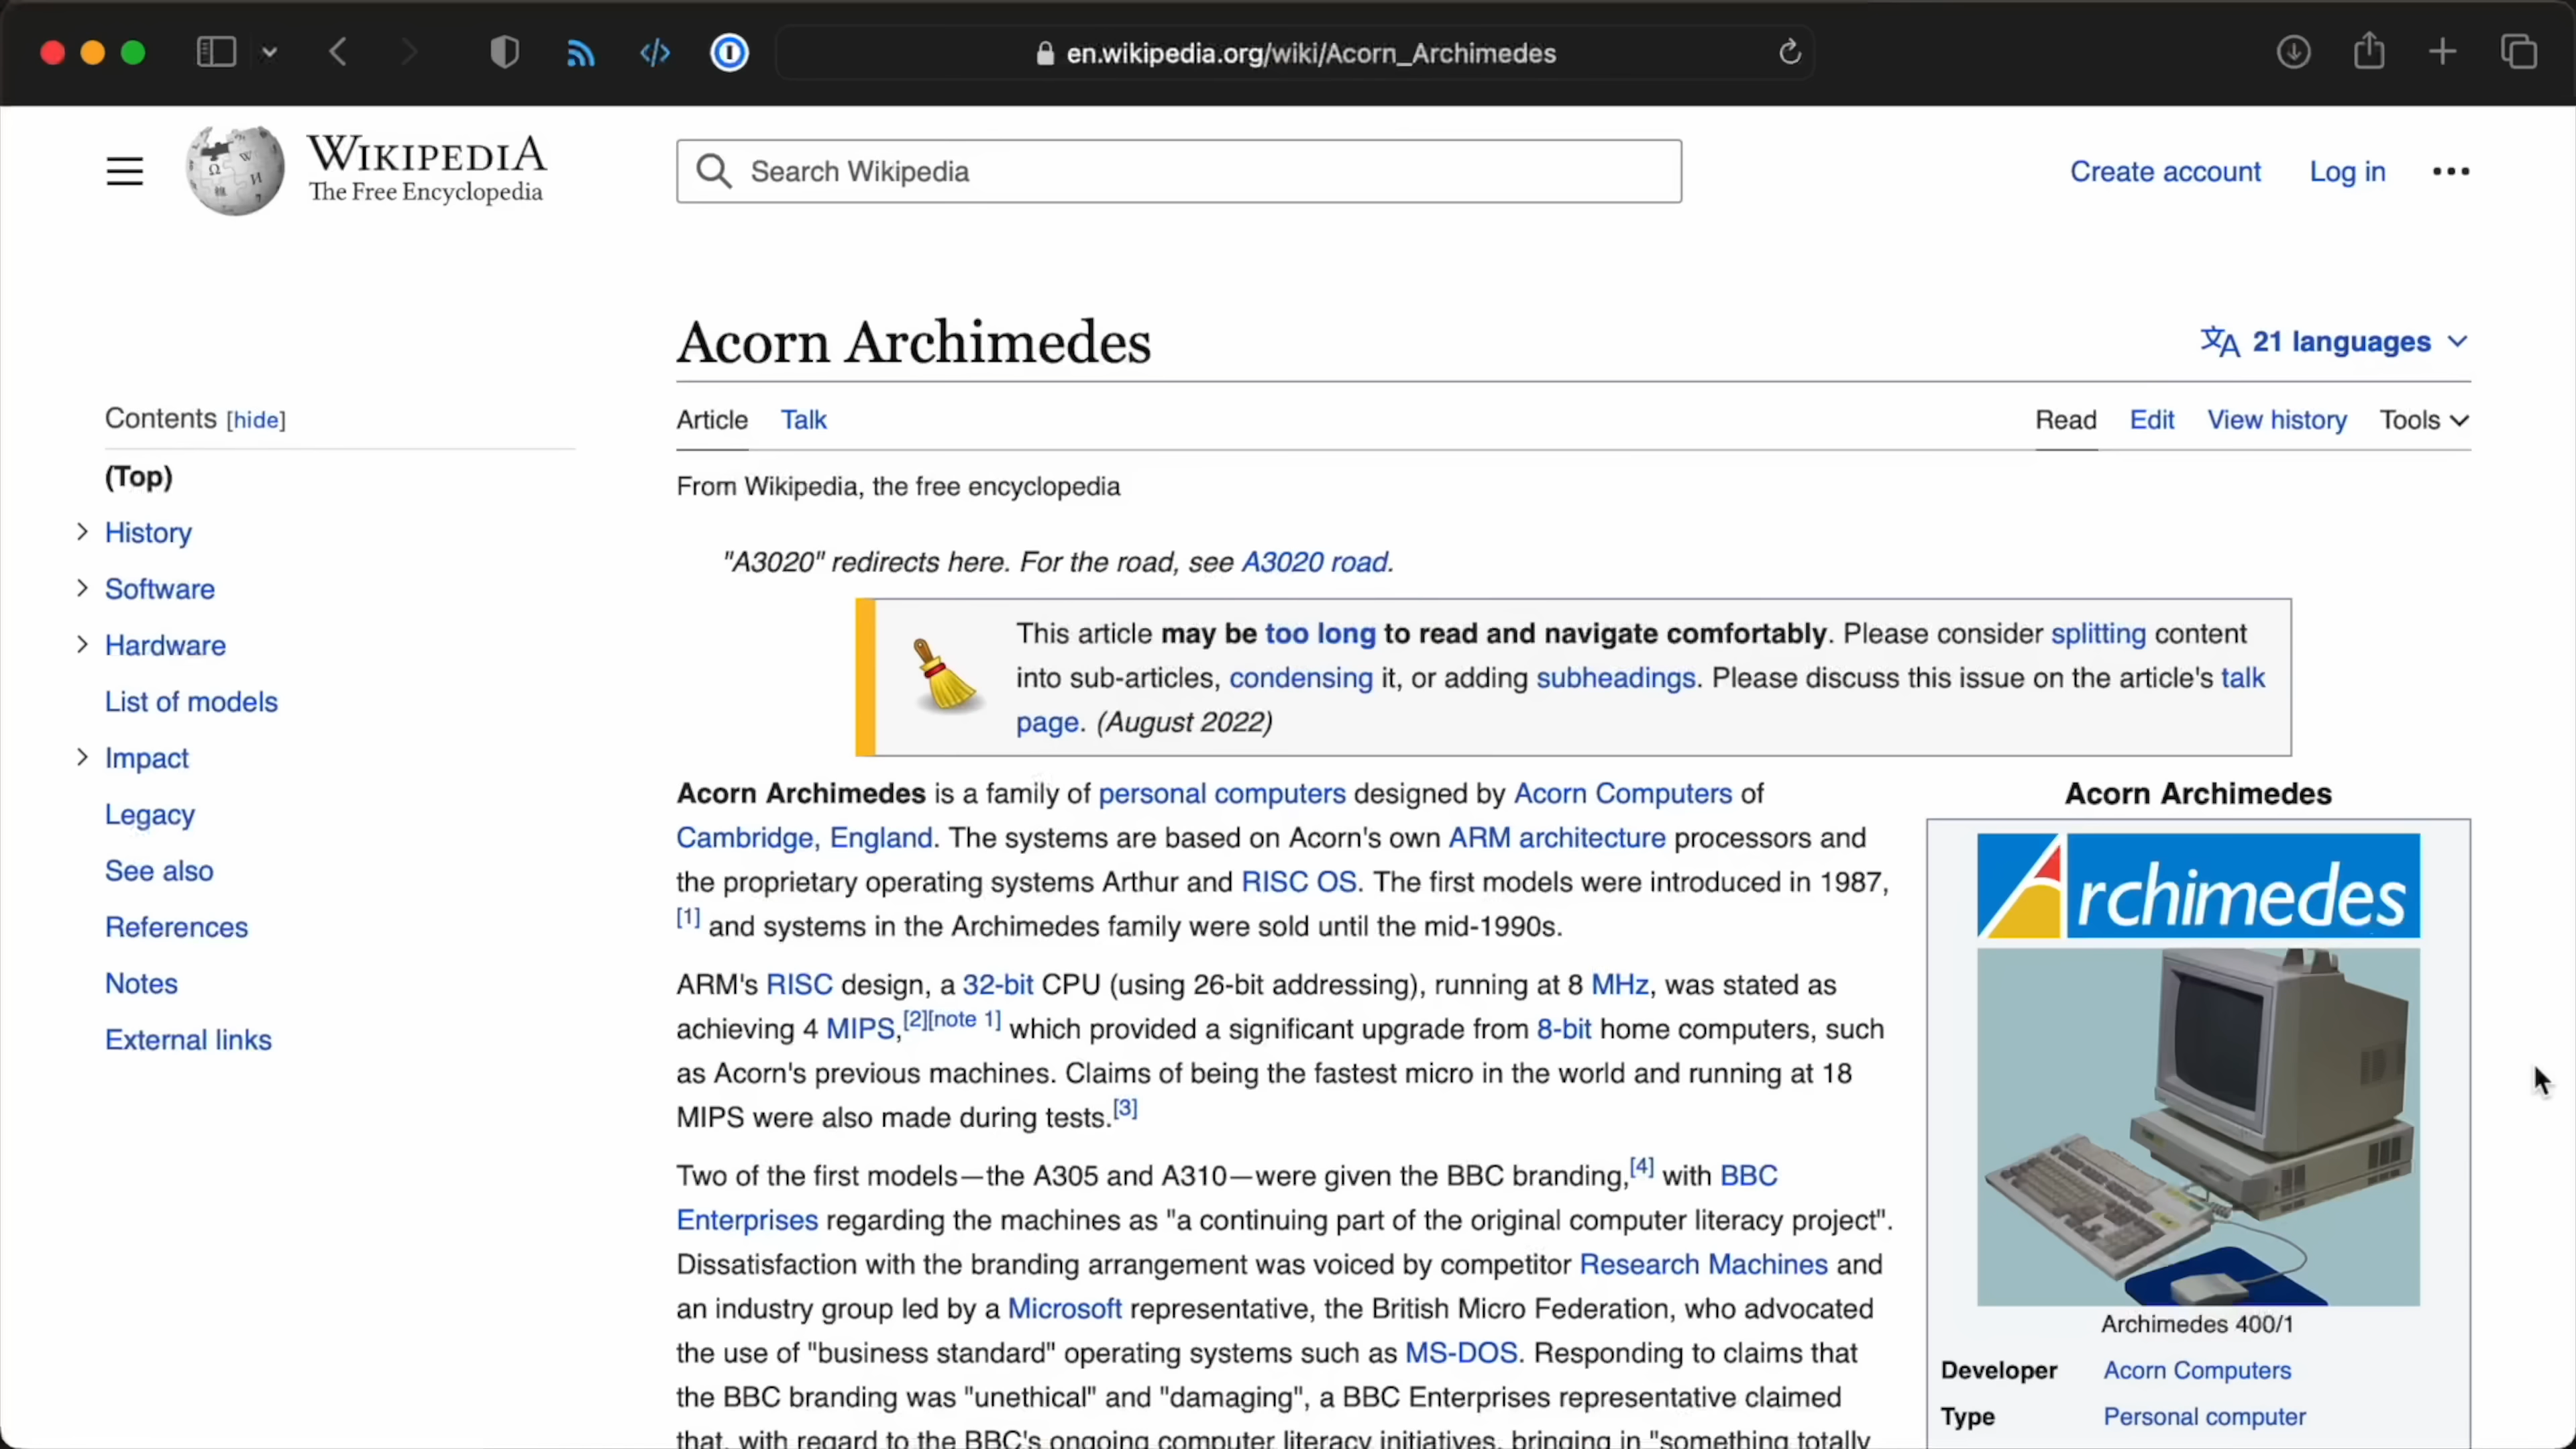 en.wikipedia.org/wiki/Acorn_Archimedes
WIKIPEDIA
The Free Encyclopedia
Search Wikipedia
Create account
Log in
Acorn Archimedes
21 languages
Contents [hide]
(Top)
History
Software
Hardware
List of models
Impact
Legacy
See also
References
Notes
External links
Article Talk
Read Edit View history Tools
From Wikipedia, the free encyclopedia
"A3020" redirects here. For the road, see A3020 road.
This article may be too long to read and navigate comfortably. Please consider splitting content
into sub-articles, condensing it, or adding subheadings. Please discuss this issue on the article's talk
page. (August 2022)
Acorn Archimedes is a family of personal computers designed by Acorn Computers of
Cambridge, England. The systems are based on Acorn's own ARM architecture processors and
the proprietary operating systems Arthur and RISC OS. The first models were introduced in 1987,
[1] and systems in the Archimedes family were sold until the mid-1990s.
ARM's RISC design, a 32-bit CPU (using 26-bit addressing), running at 8 MHz, was stated as
achieving 4 MIPS,[2][note 1] which provided a significant upgrade from 8-bit home computers, such
as Acorn's previous machines. Claims of being the fastest micro in the world and running at 18
MIPS were also made during tests.[3]
Two of the first models—the A305 and A310—were given the BBC branding,[4] with BBC
Enterprises regarding the machines as "a continuing part of the original computer literacy project".
Dissatisfaction with the branding arrangement was voiced by competitor Research Machines and
an industry group led by a Microsoft representative, the British Micro Federation, who advocated
the use of "business standard" operating systems such as MS-DOS. Responding to claims that
the BBC branding was "unethical" and "damaging", a BBC Enterprises representative claimed
that, with regard to the BBC's ongoing computer literacy initiatives, bringing in "something totally
Acorn Archimedes
Archimedes
Archimedes 400/1
Developer Acorn Computers
Type Personal computer